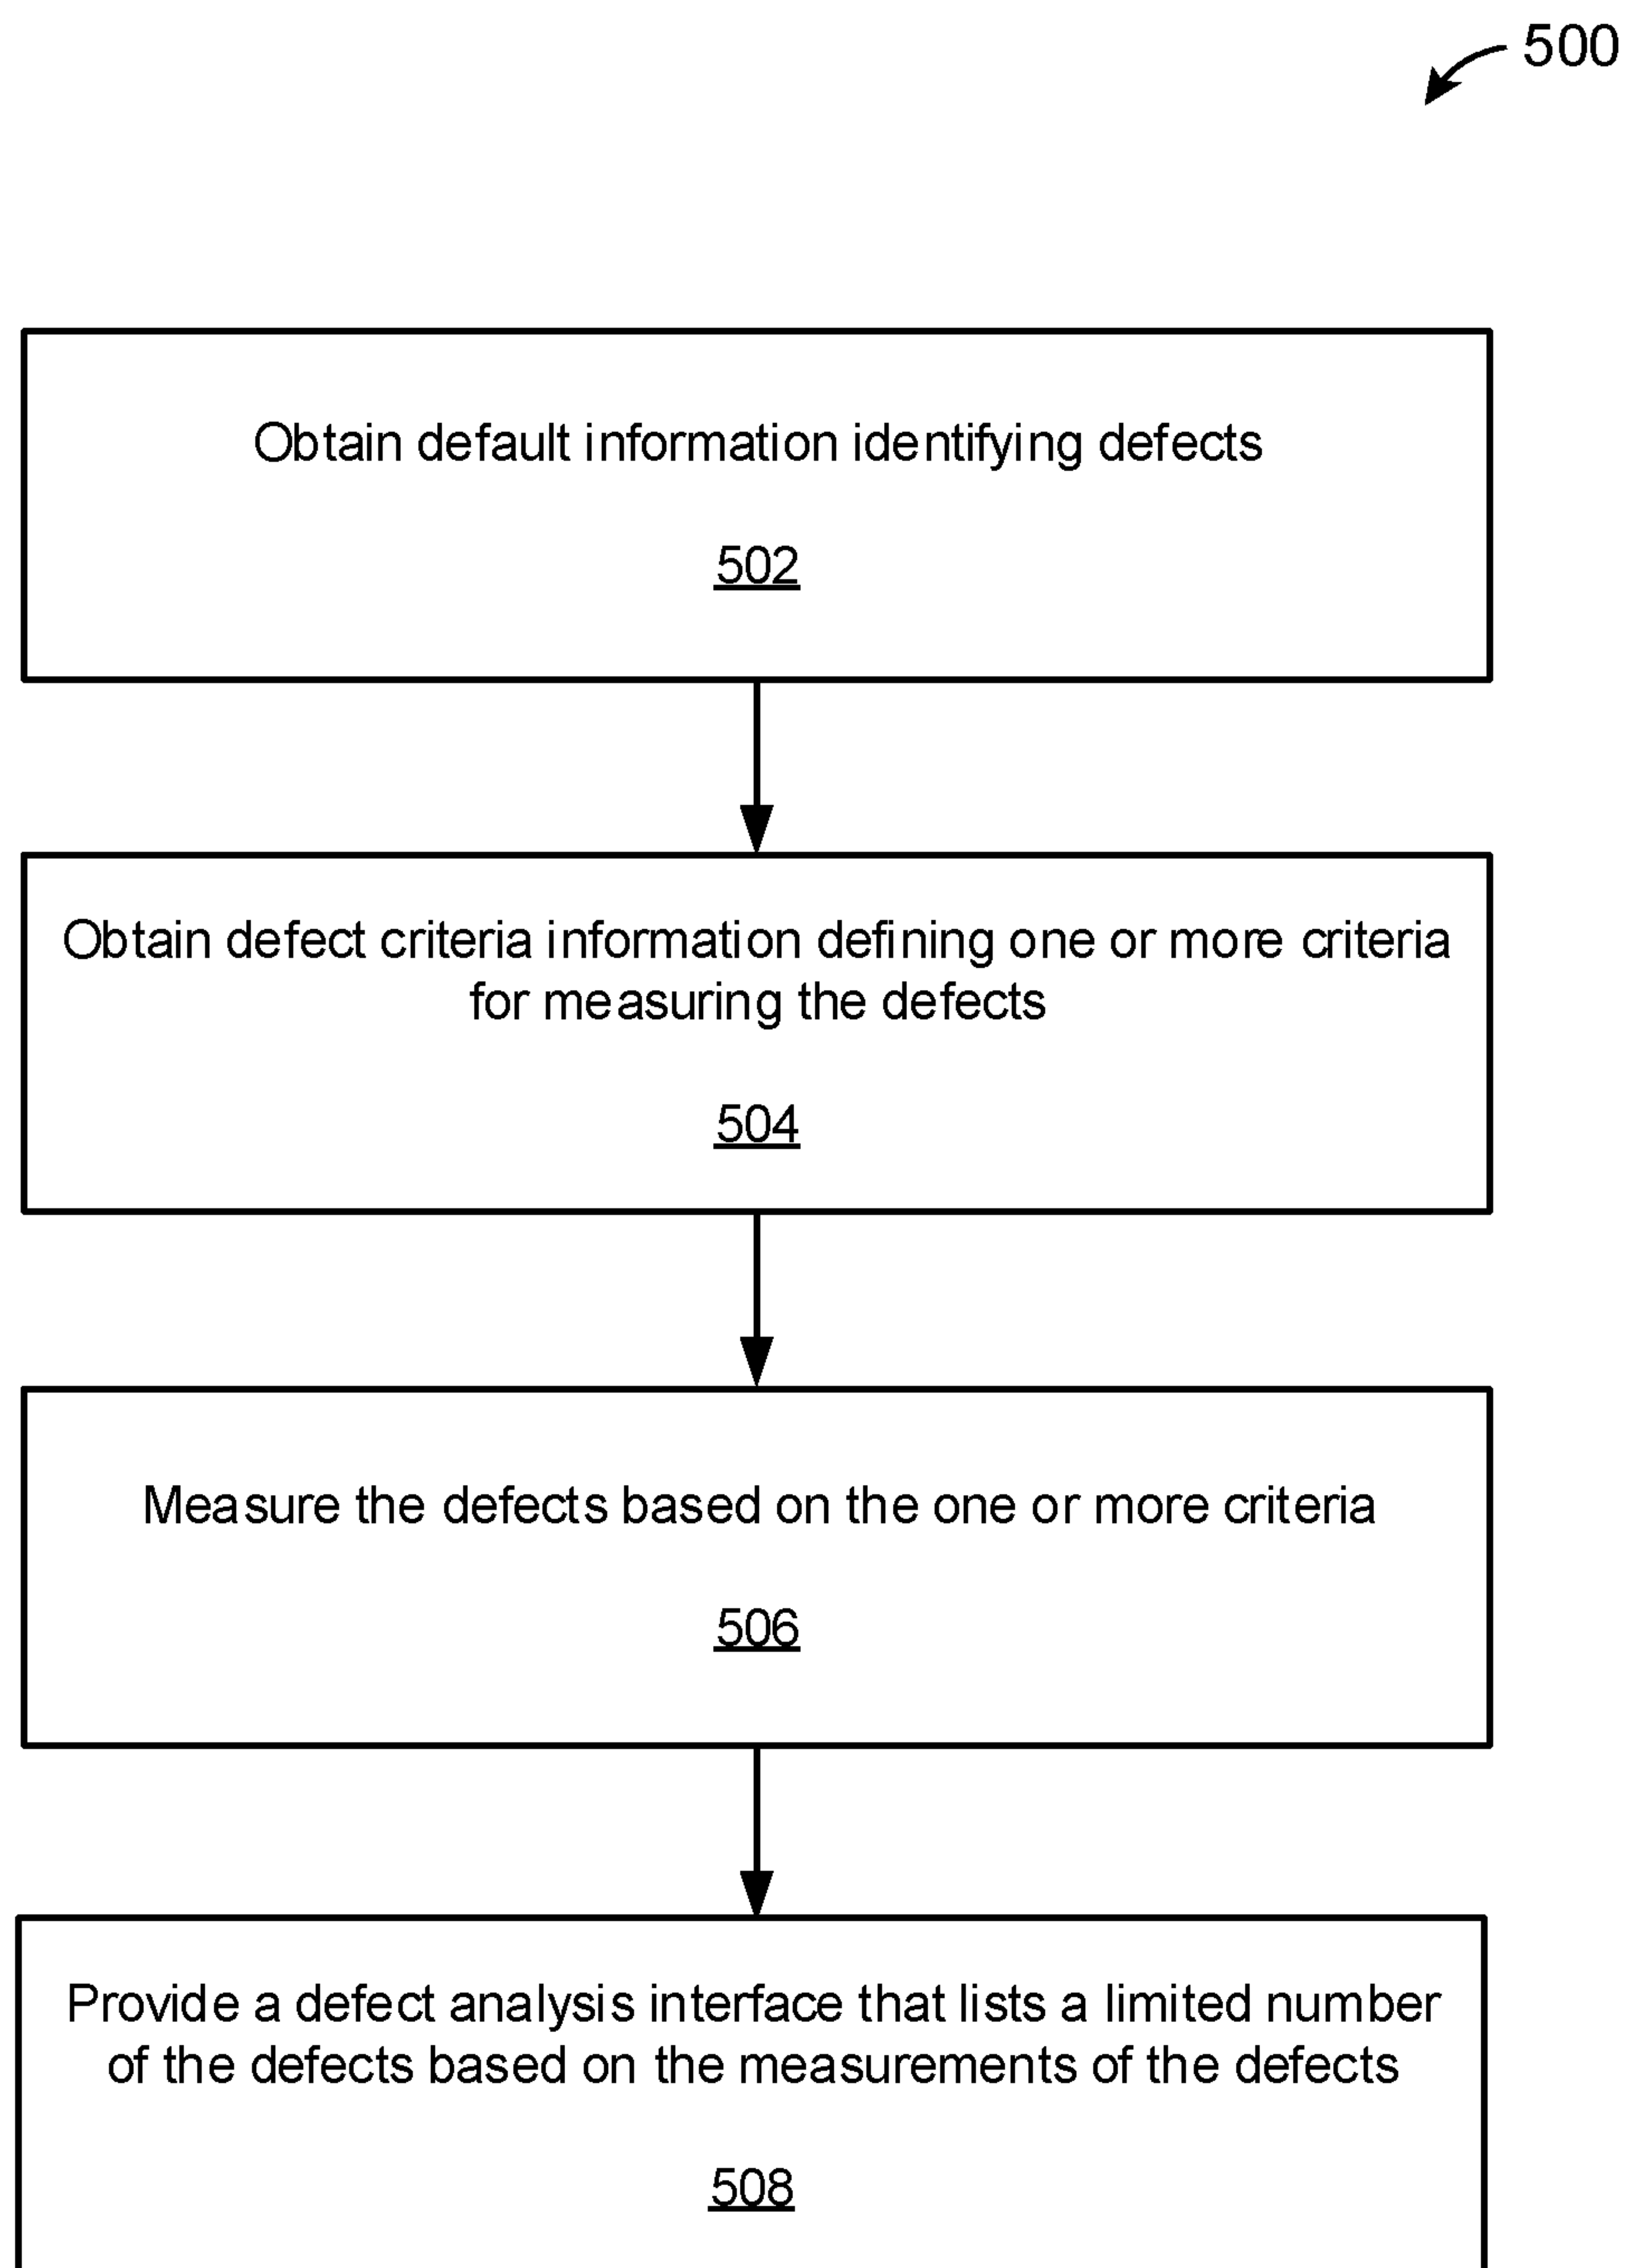 500
Obtain default information identifying defects
502
Obtain defect criteria information defining one or more criteria
for measuring the defects
504
Measure the defects based on the one or more criteria
506
Provide a defect analysis interface that lists a limited number
of the defects based on the measurements of the defects
508